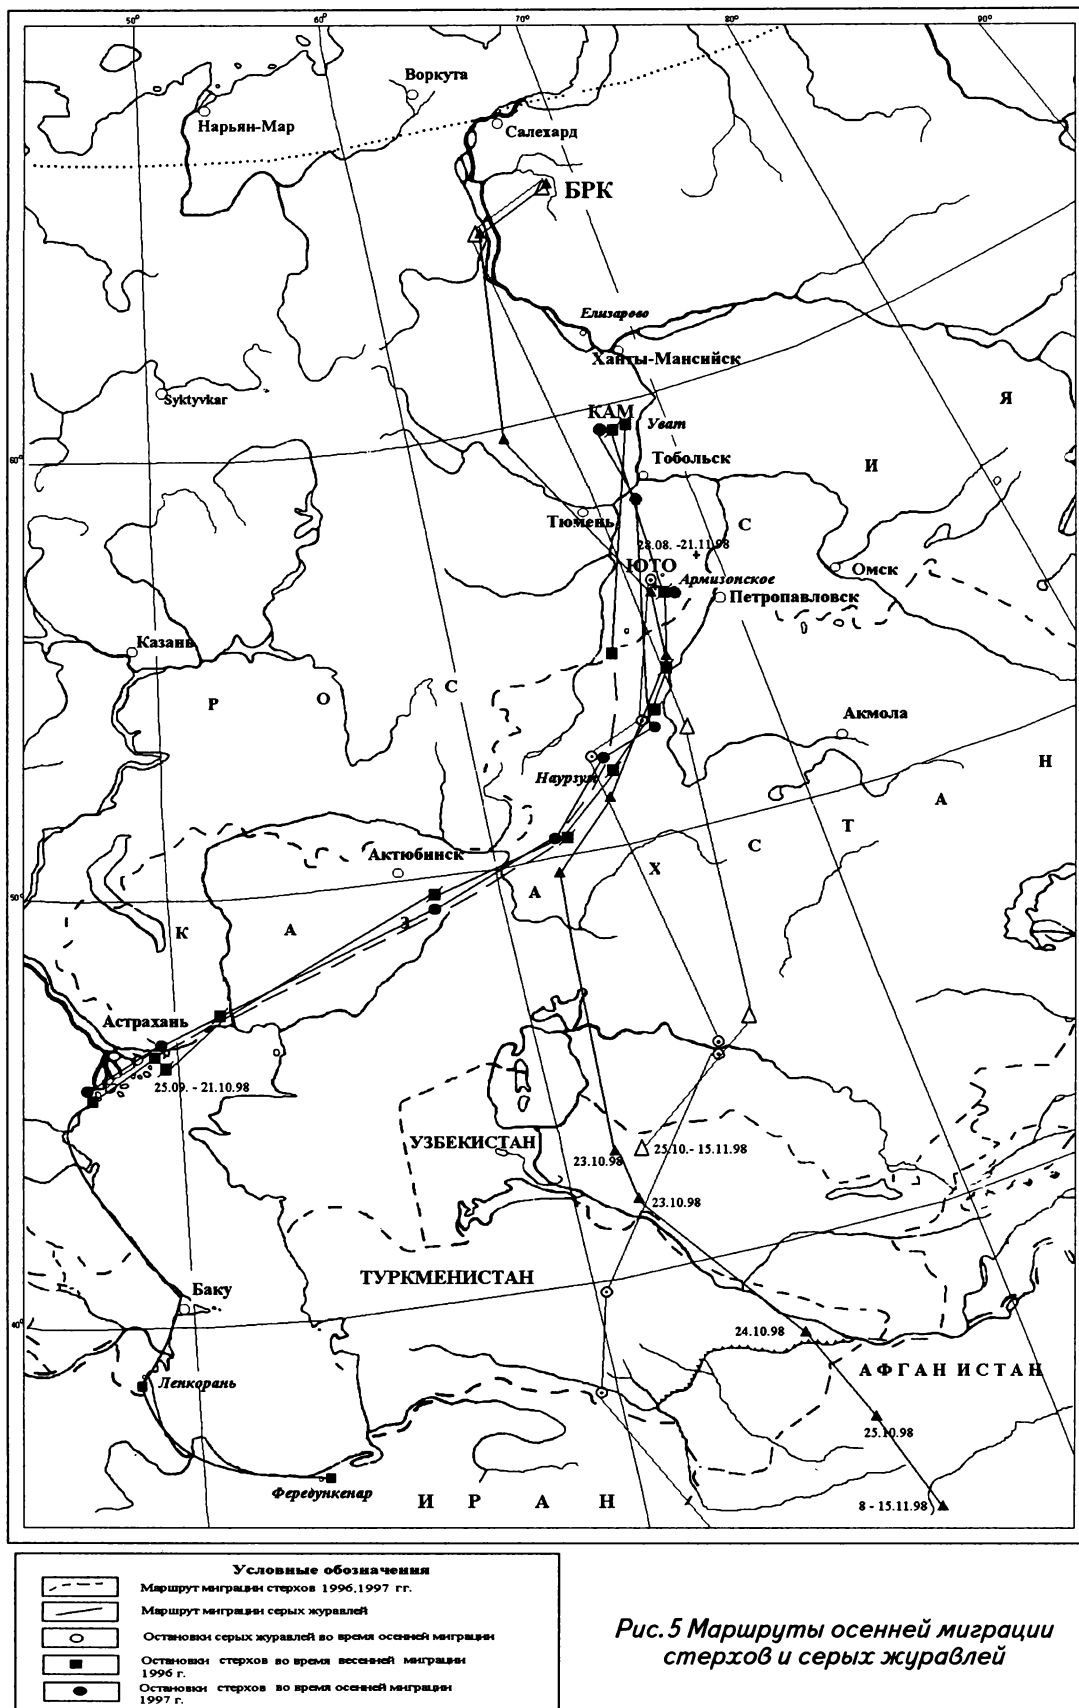 50°
60°
70°
80°
90°
Воркута
Нарьян-Мар
Салехард
БРК
Елизарово
Ханты-Мансийск
Syktyvkar
КАМ
Уват
Я
60°
Тобольск
И
Тюмень
С
28.08. -21.11.98
ЮТО
Армизонское
Омск
Петропавловск
Казань
Р
О
С
Акмола
Наурзум
Н
А
Т
С
Х
Актюбинск
50°
К
А
З
А
Астрахань
25.09. - 21.10.98
УЗБЕКИСТАН
23.10.98
25.10.- 15.11.98
23.10.98
ТУРКМЕНИСТАН
Баку
40°
24.10.98
АФГАНИСТАН
Ленкорань
25.10.98
Ферeдункенар
И Р А Н
8 - 15.11.98
Условные обозначения
Маршрут миграции стерхов 1996,1997 гг.
Маршрут миграции серых журавлей
Остановки серых журавлей во время осенней миграции
Остановки стерхов во время весенней миграции
1996 г.
Остановки стерхов во время осенней миграции
1997 г.
Рис. 5 Маршруты осенней миграции
стерхов и серых журавлей